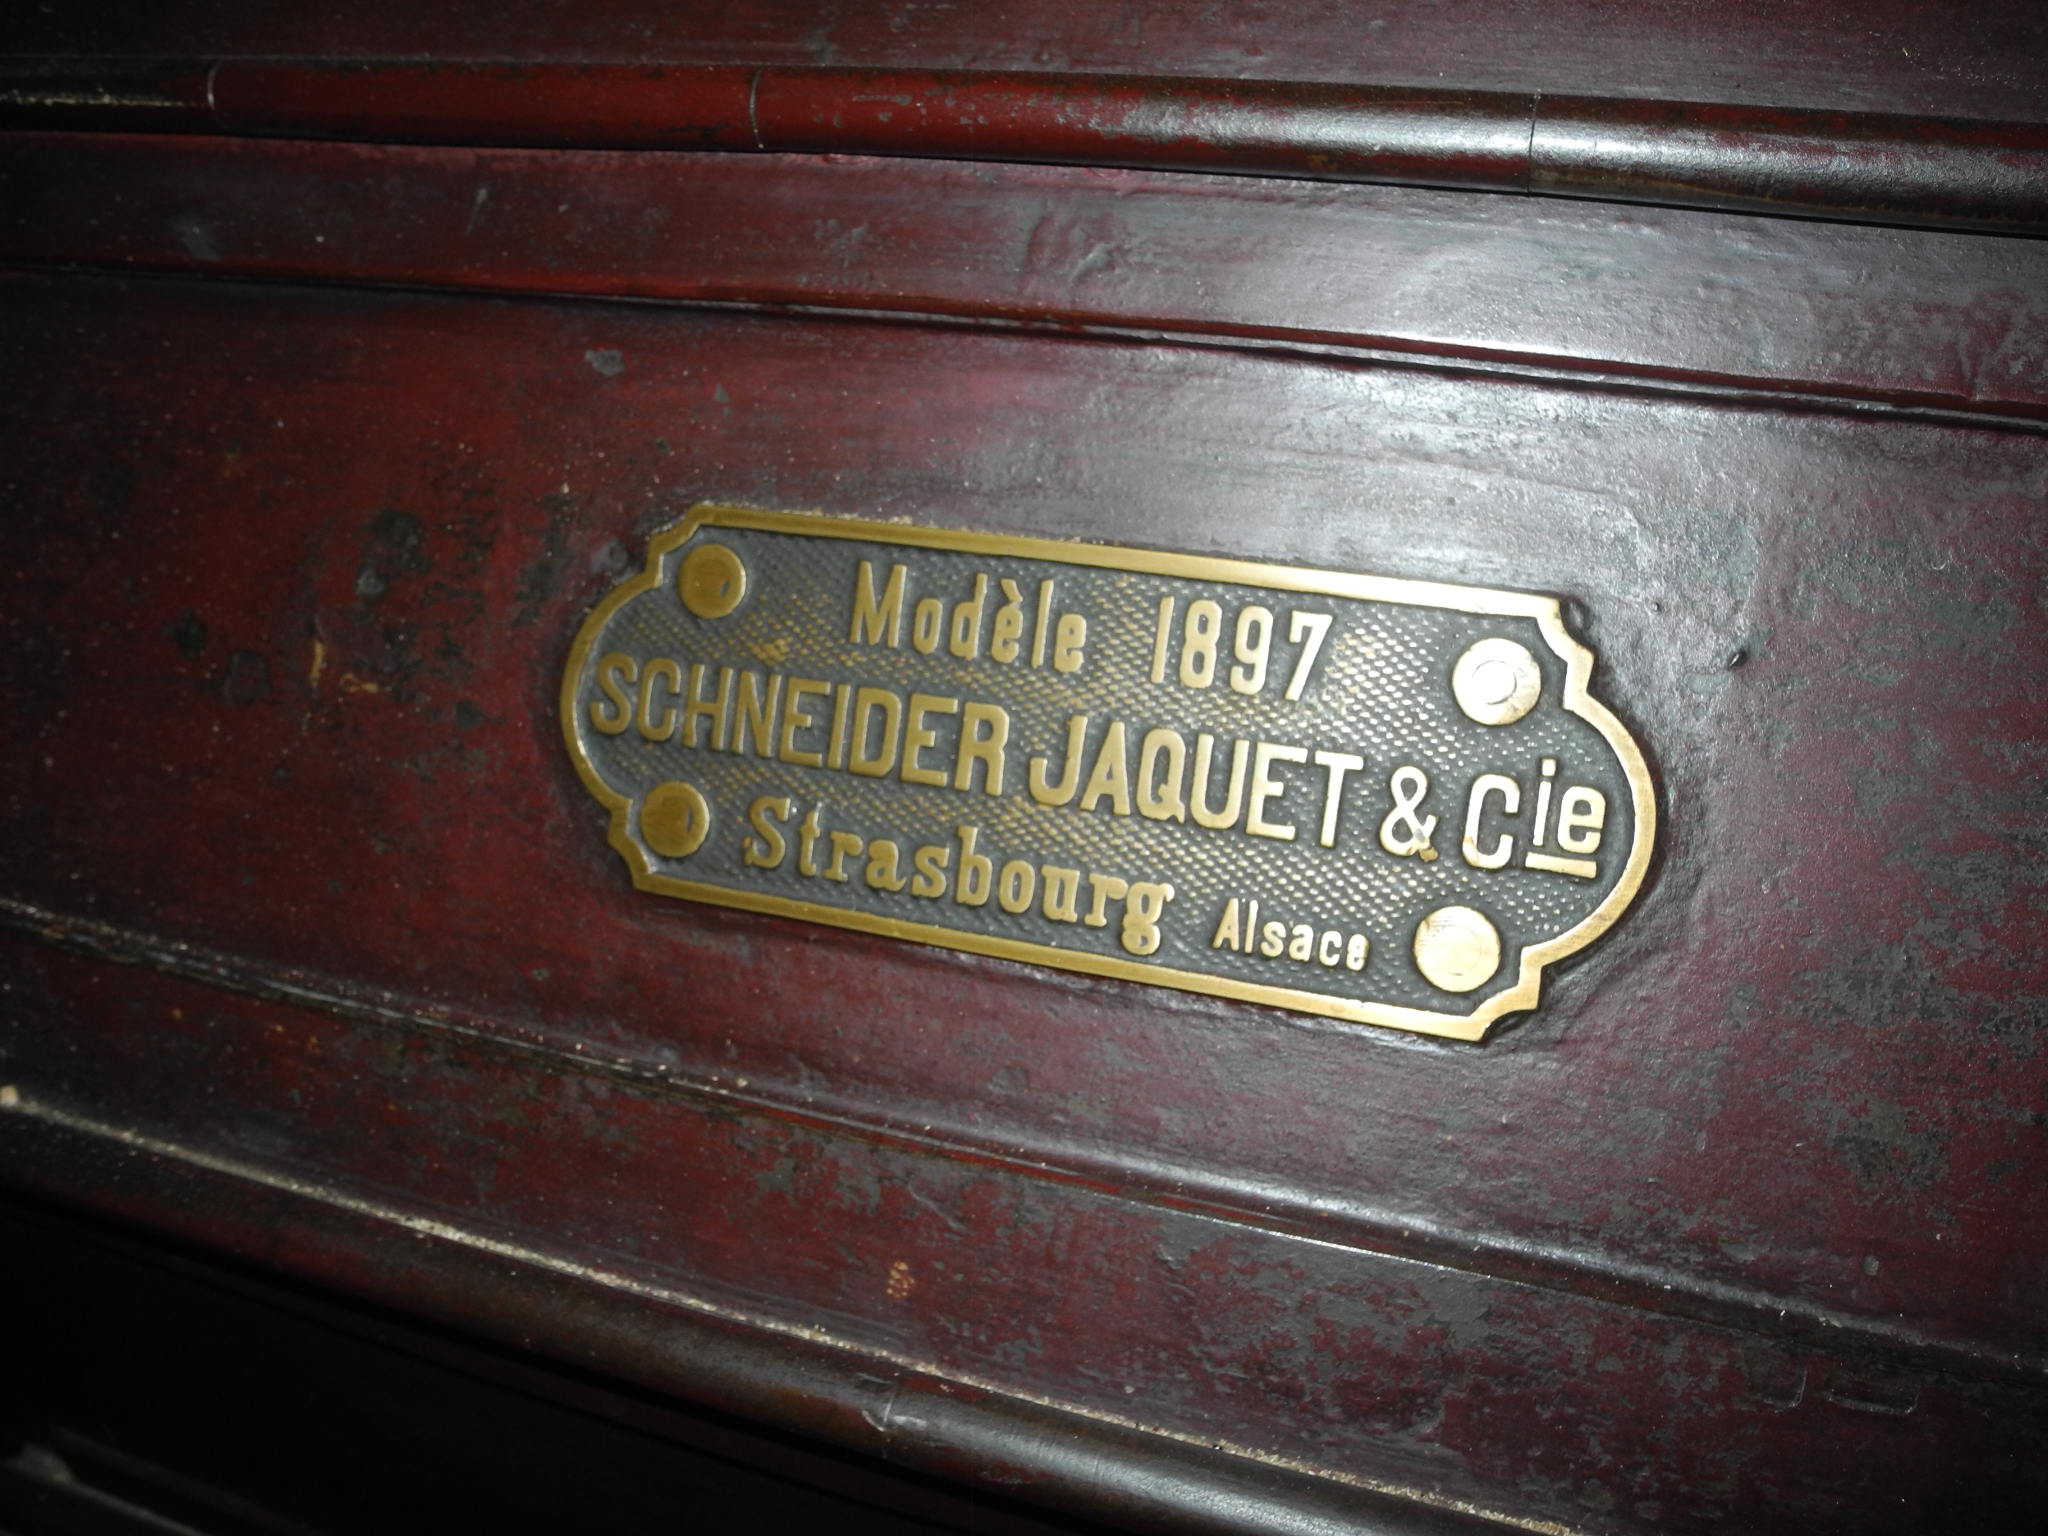 Modèle 1897
SCHNEIDER JAQUET & Cie
Strasbourg Alsace